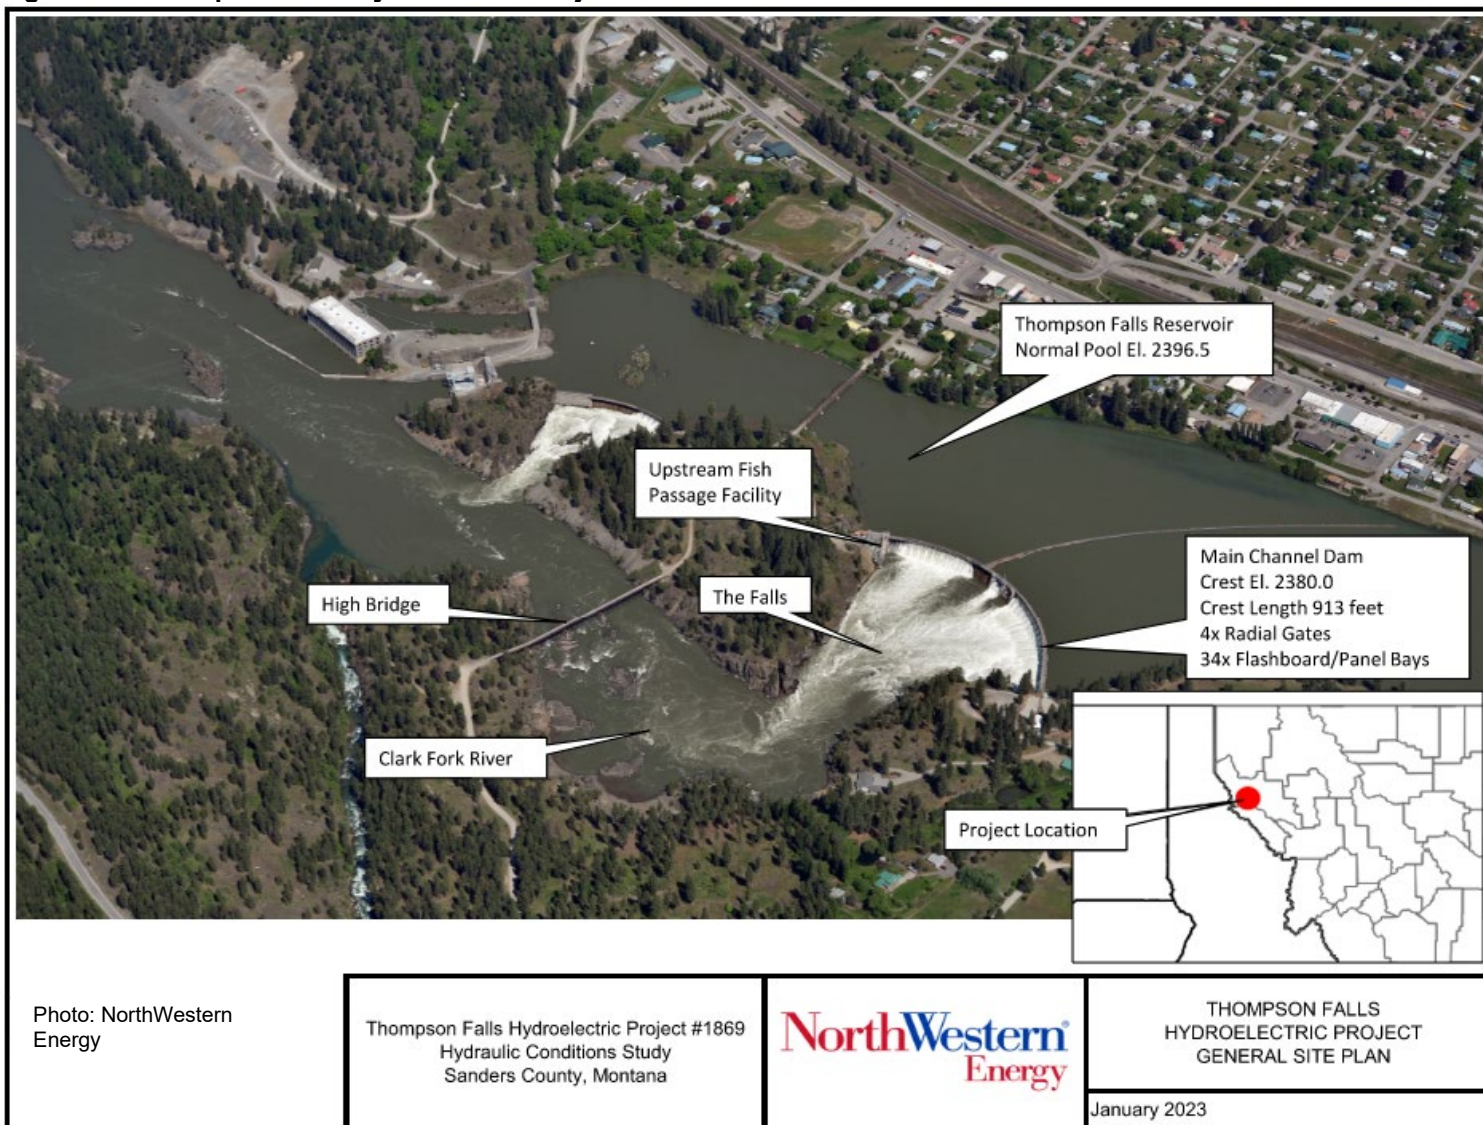 Thompson Falls Reservoir
Normal Pool El. 2396.5
Upstream Fish
Passage Facility
Main Channel Dam
Crest El. 2380.0
Crest Length 913 feet
4x Radial Gates
34x Flashboard/Panel Bays
High Bridge
The Falls
Clark Fork River
Project Location
Photo: NorthWestern
Energy
Thompson Falls Hydroelectric Project #1869
Hydraulic Conditions Study
Sanders County, Montana
NorthWestern®
Energy
THOMPSON FALLS
HYDROELECTRIC PROJECT
GENERAL SITE PLAN
January 2023